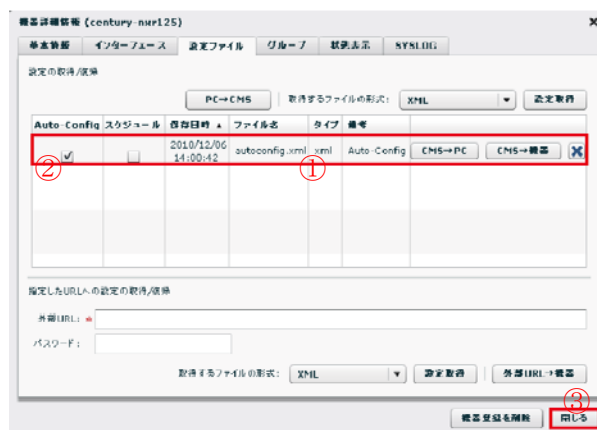 機器詳細情報 (century-nxr125)
基本情報 インターフェース 設定ファイル グループ 状態表示 SYSLOG
設定の取得/復帰
PC→CMS 取得するファイルの形式: XML 設定取得
Auto-Config スケジュール 保存日時 ▲ ファイル名 タイプ 備考
2010/12/06 14:00:42 autoconfig.xml xml Auto-Config CMS→PC CMS→機器
② ①
指定したURLへの設定の取得/復帰
外部URL: *
パスワード:
取得するファイルの形式: XML 設定取得 外部URL→機器
③
機器登録を削除 閉じる